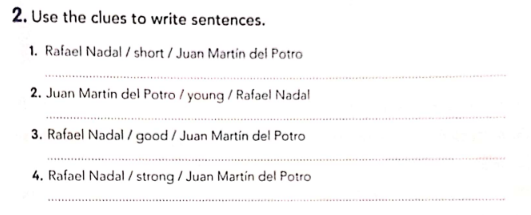 2. Use the clues to write sentences.
1. Rafael Nadal / short / Juan Martín del Potro
2. Juan Martín del Potro / young / Rafael Nadal
3. Rafael Nadal / good / Juan Martín del Potro
4. Rafael Nadal / strong / Juan Martín del Potro